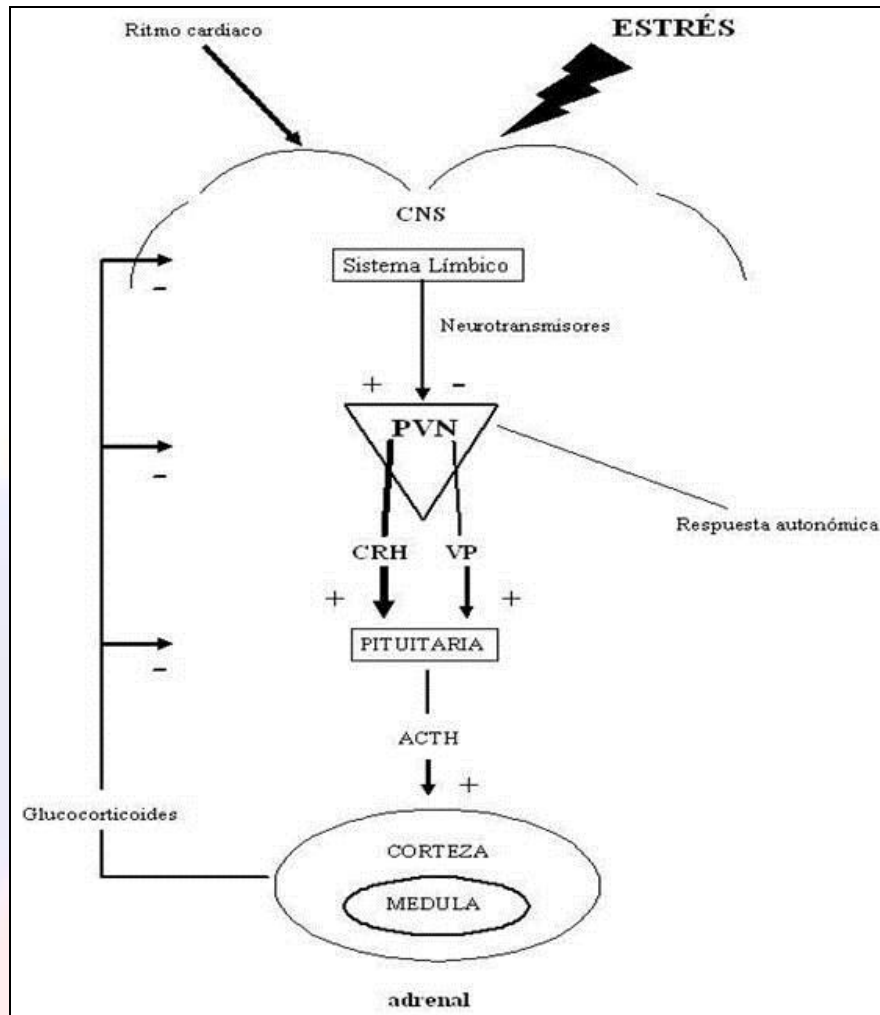 Ritmo cardiaco
ESTRÉS
CNS
Sistema Límbico
-
Neurotransmisores
+ -
PVN
-
Respuesta autonómica
CRH VP
+ +
PITUITARIA
-
ACTH
+
Glucocorticoides
CORTEZA
MEDULA
adrenal